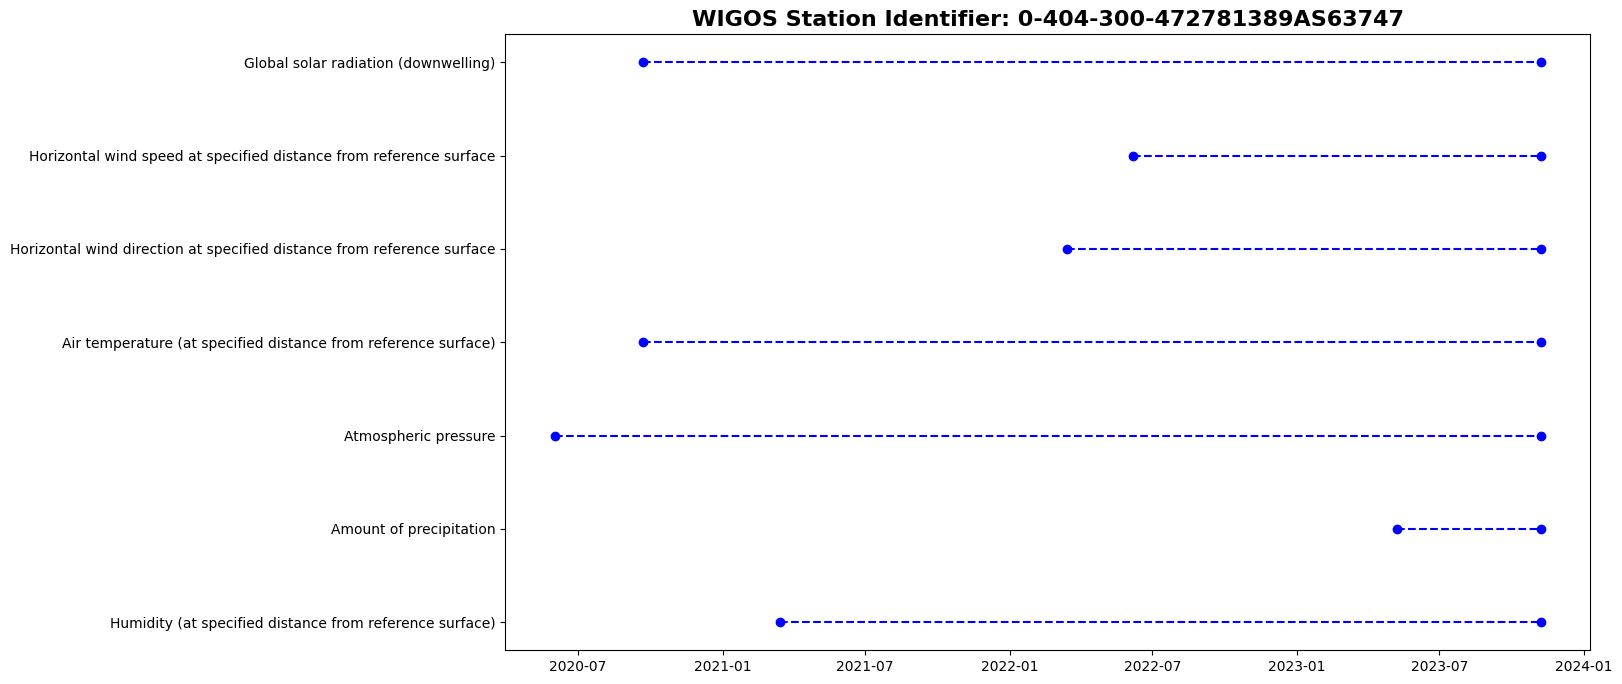 WIGOS Station Identifier: 0-404-300-472781389AS63747
Global solar radiation (downwelling)
Horizontal wind speed at specified distance from reference surface
Horizontal wind direction at specified distance from reference surface
Air temperature (at specified distance from reference surface)
Atmospheric pressure
Amount of precipitation
Humidity (at specified distance from reference surface)
2020-07 2021-01 2021-07 2022-01 2022-07 2023-01 2023-07 2024-01